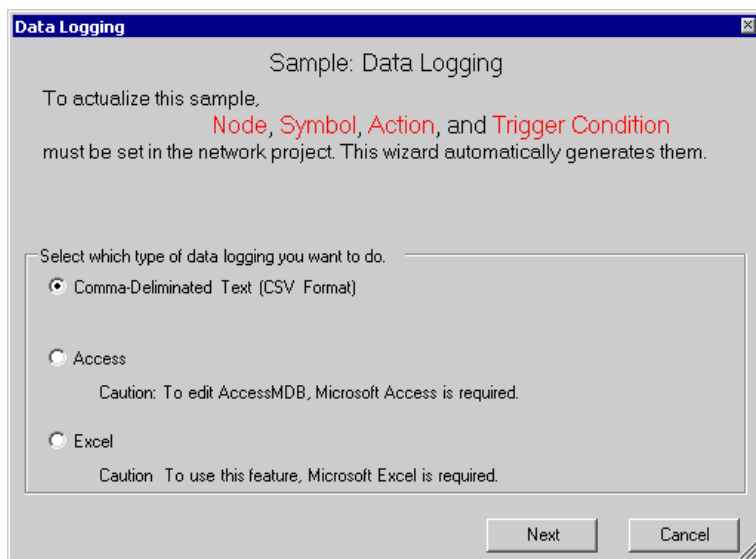 Data Logging
Sample: Data Logging
To actualize this sample,
Node, Symbol, Action, and Trigger Condition
must be set in the network project. This wizard automatically generates them.
Select which type of data logging you want to do.
Comma-Deliminated Text (CSV Format)
Access
Caution: To edit AccessMDB, Microsoft Access is required.
Excel
Caution To use this feature, Microsoft Excel is required.
Next
Cancel